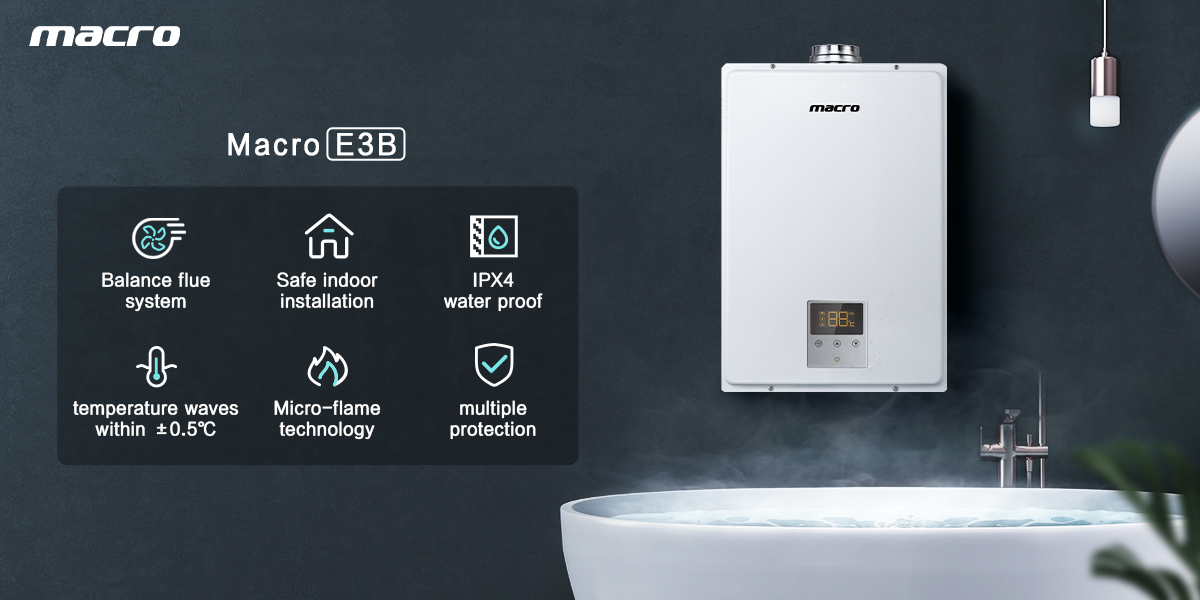 macro
Macro E3B
Balance flue
system
Safe indoor
installation
IPX4
water proof
temperature waves
within ±0.5℃
Micro-flame
technology
multiple
protection
macro
88
℃